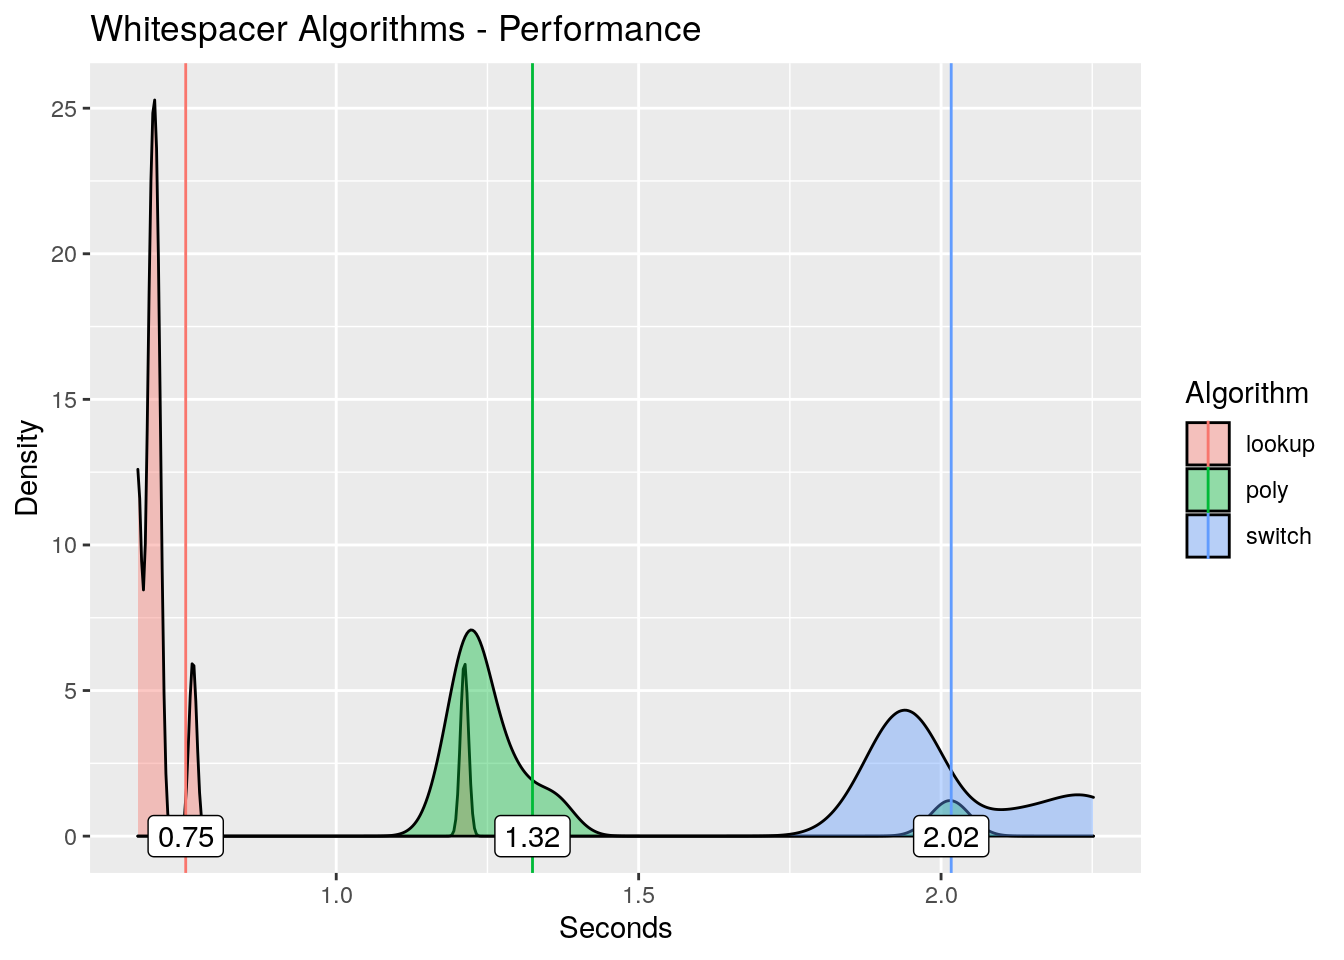 Whitespacer Algorithms - Performance
25
20
15
10
5
0
Density
0.75
1.32
2.02
1.0
1.5
2.0
Seconds
Algorithm
lookup
poly
switch